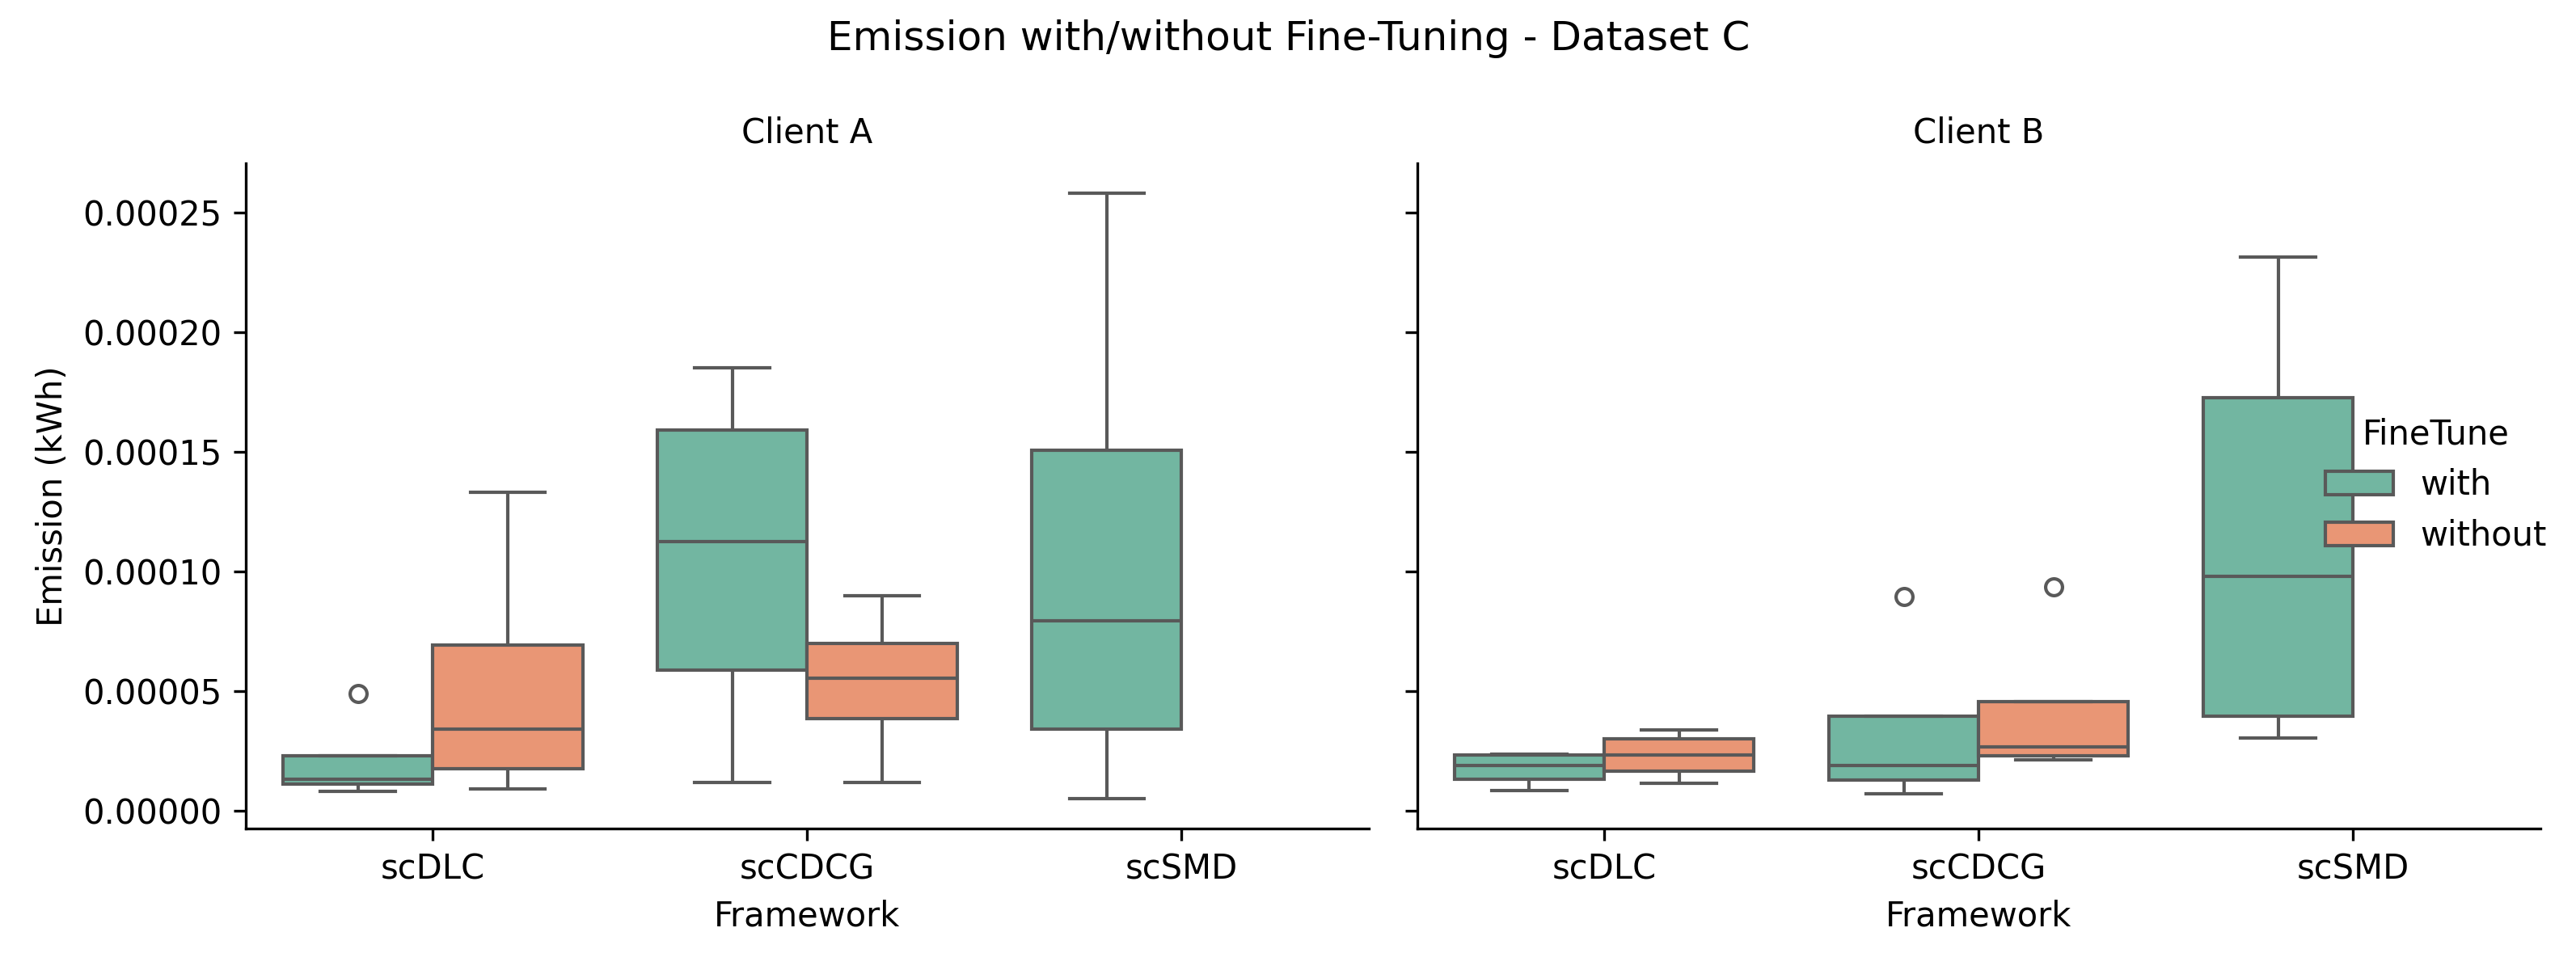 Emission with/without Fine-Tuning - Dataset C
Client A
Client B
Emission (kWh)
0.00025
0.00020
0.00015
0.00010
0.00005
0.00000
scDLC
scCDCG
scSMD
Framework
scDLC
scCDCG
scSMD
Framework
FineTune
with
without